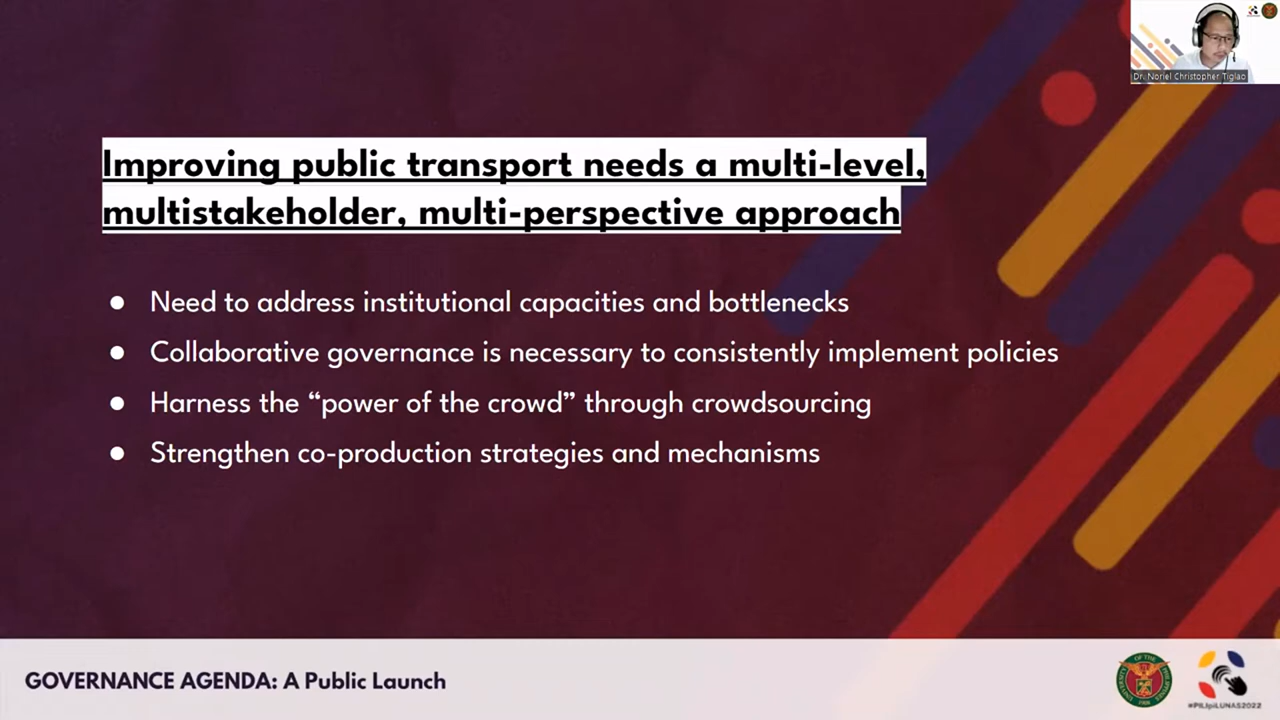 Dr. Noriel Christopher Tiglao
Improving public transport needs a multi-level,
multistakeholder, multi-perspective approach
● Need to address institutional capacities and bottlenecks
● Collaborative governance is necessary to consistently implement policies
● Harness the “power of the crowd” through crowdsourcing
● Strengthen co-production strategies and mechanisms
GOVERNANCE AGENDA: A Public Launch
#PILIpiLUNAS2022